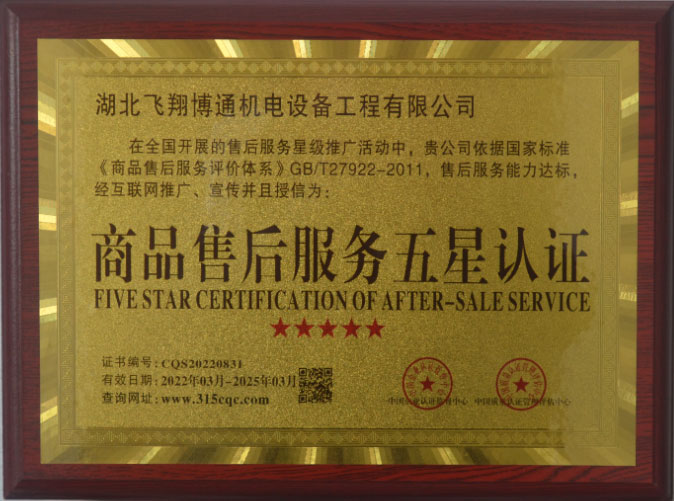 湖北飞翔博通机电设备工程有限公司
在全国开展的售后服务星级推广活动中，贵公司依据国家标准
《商品售后服务评价体系》GB/T27922-2011，售后服务能力达标，
经互联网推广、宣传并且授信为：
商品售后服务五星认证
FIVE STAR CERTIFICATION OF AFTER-SALE SERVICE
证书编号：CQS20220831
有效日期：2022年03月-2025年03月
查询网址：www.315cqc.com